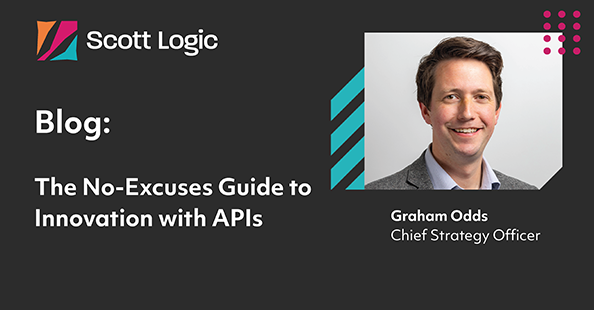 Scott Logic
Blog:
The No-Excuses Guide to
Innovation with APIs
Graham Odds
Chief Strategy Officer